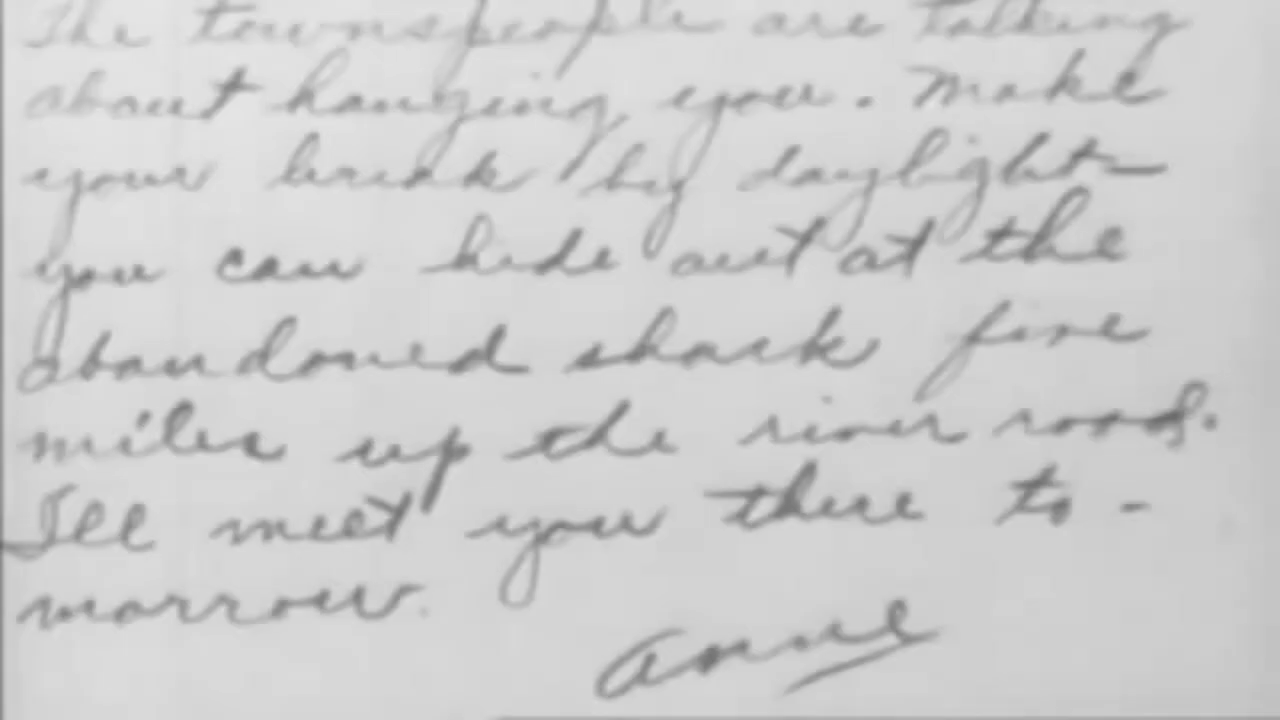 The townspeople are talking
about hanging you. Make
your break by daylight—
you can hide out at the
abandoned shack five
miles up the river road.
I'll meet you there to-
morrow.
Anne